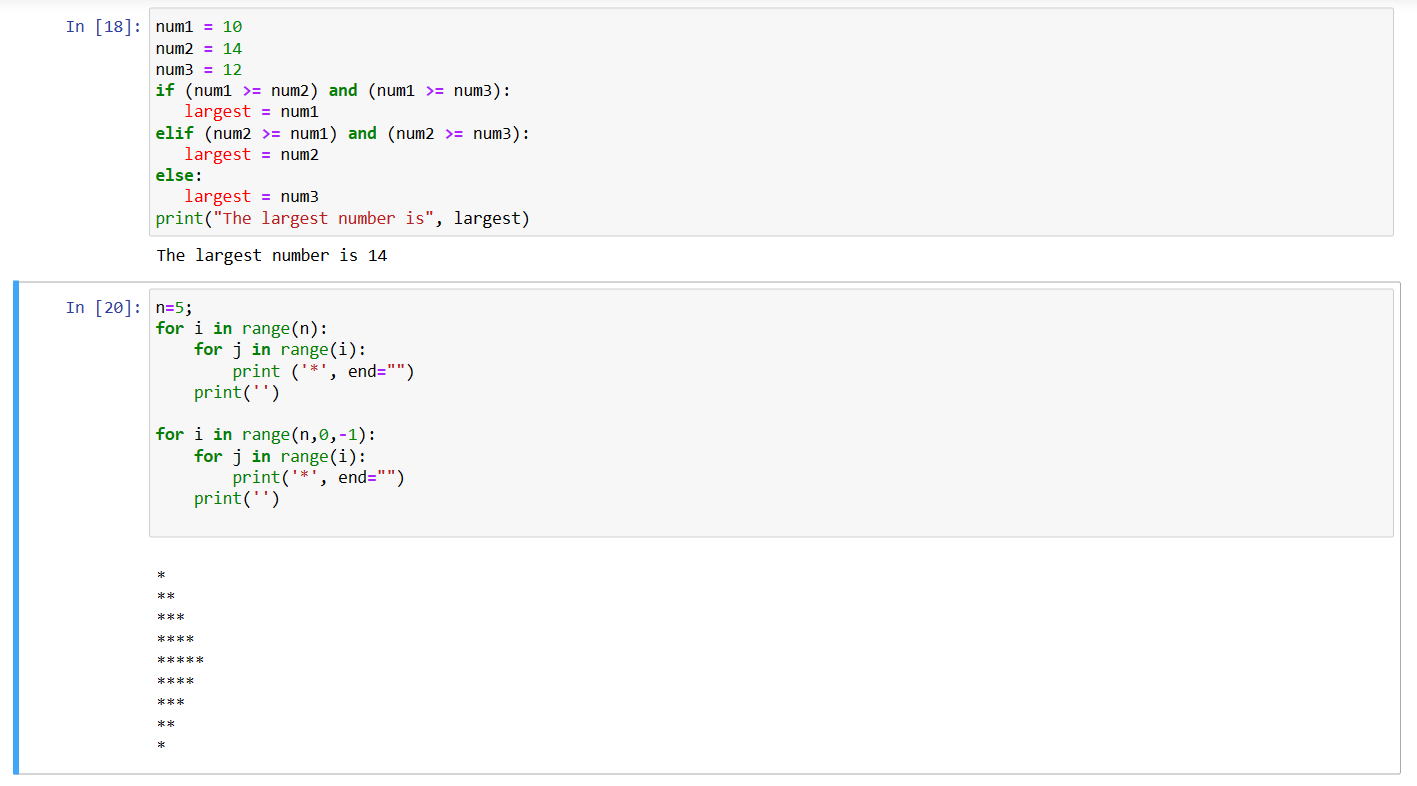 In [18]: num1 = 10
num2 = 14
num3 = 12
if (num1 >= num2) and (num1 >= num3):
   largest = num1
elif (num2 >= num1) and (num2 >= num3):
   largest = num2
else:
   largest = num3
print("The largest number is", largest)
The largest number is 14
In [20]: n=5;
for i in range(n):
    for j in range(i):
        print ('*', end="")
    print('')

for i in range(n,0,-1):
    for j in range(i):
        print('*', end="")
    print('')

*
**
***
****
*****
****
***
**
*